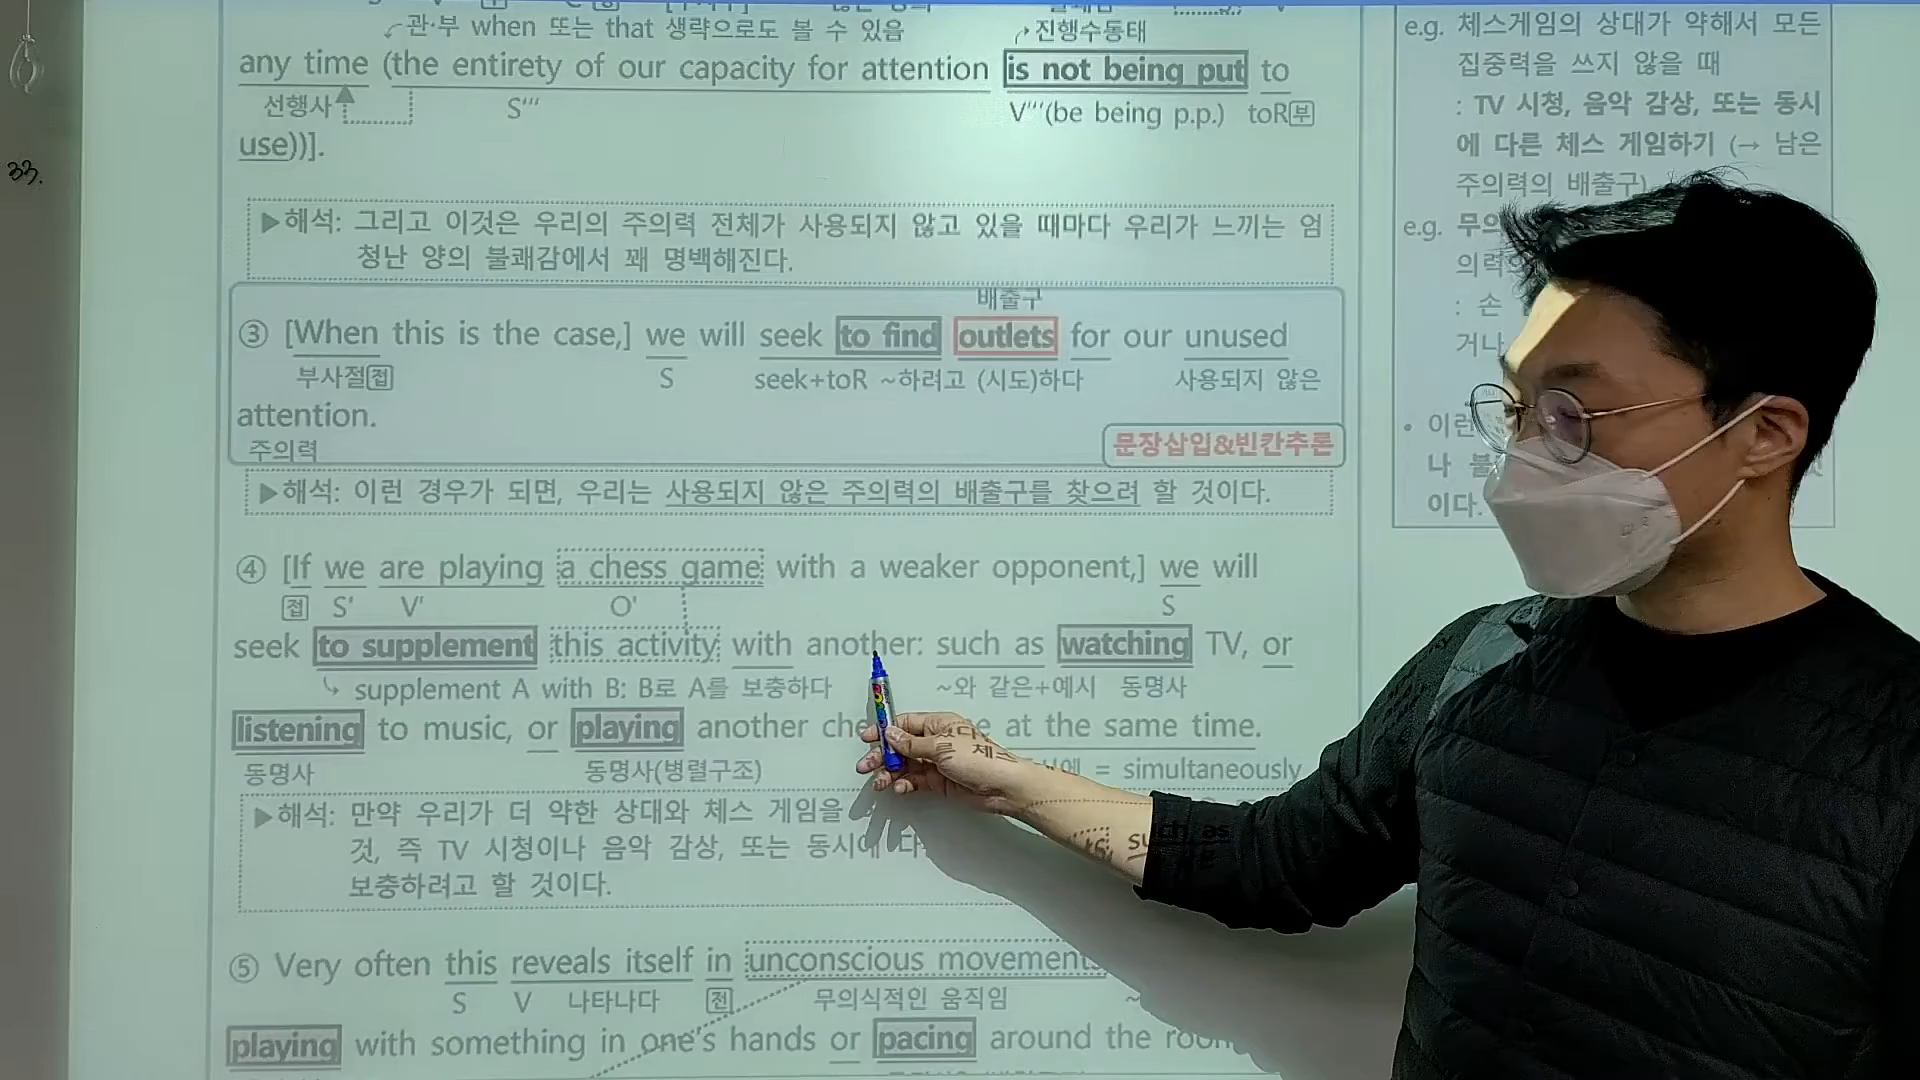 관·부 when 또는 that 생략으로도 볼 수 있음
진행수동태
any time (the entirety of our capacity for attention is not being put to
선행사 S''' V'''(be being p.p.) toR부
use))].
33.
▶해석: 그리고 이것은 우리의 주의력 전체가 사용되지 않고 있을 때마다 우리가 느끼는 엄
청난 양의 불쾌감에서 꽤 명백해진다.
배출구
③ [When this is the case,] we will seek to find outlets for our unused
부사절접 S seek+toR ~하려고 (시도)하다 사용되지 않은
attention.
주의력
문장삽입&빈칸추론
▶해석: 이런 경우가 되면, 우리는 사용되지 않은 주의력의 배출구를 찾으려 할 것이다.
④ [If we are playing a chess game with a weaker opponent,] we will
접 S' V' O' S
seek to supplement this activity with another: such as watching TV, or
supplement A with B: B로 A를 보충하다 ~와 같은+예시 동명사
listening to music, or playing another at the same time.
동명사 동명사(병렬구조) = simultaneously
▶해석: 만약 우리가 더 약한 상대와 체스 게임을
것, 즉 TV 시청이나 음악 감상, 또는 동시에
보충하려고 할 것이다.
⑤ Very often this reveals itself in unconscious movements
S V 나타나다 전 무의식적인 움직임
playing with something in one's hands or pacing around the room
e.g. 체스게임의 상대가 약해서 모든
집중력을 쓰지 않을 때
: TV 시청, 음악 감상, 또는 동시
에 다른 체스 게임하기 (→ 남은
주의력의 배출구)
e.g. 무의
의력의
: 손
거나
• 이런
나 불
이다.